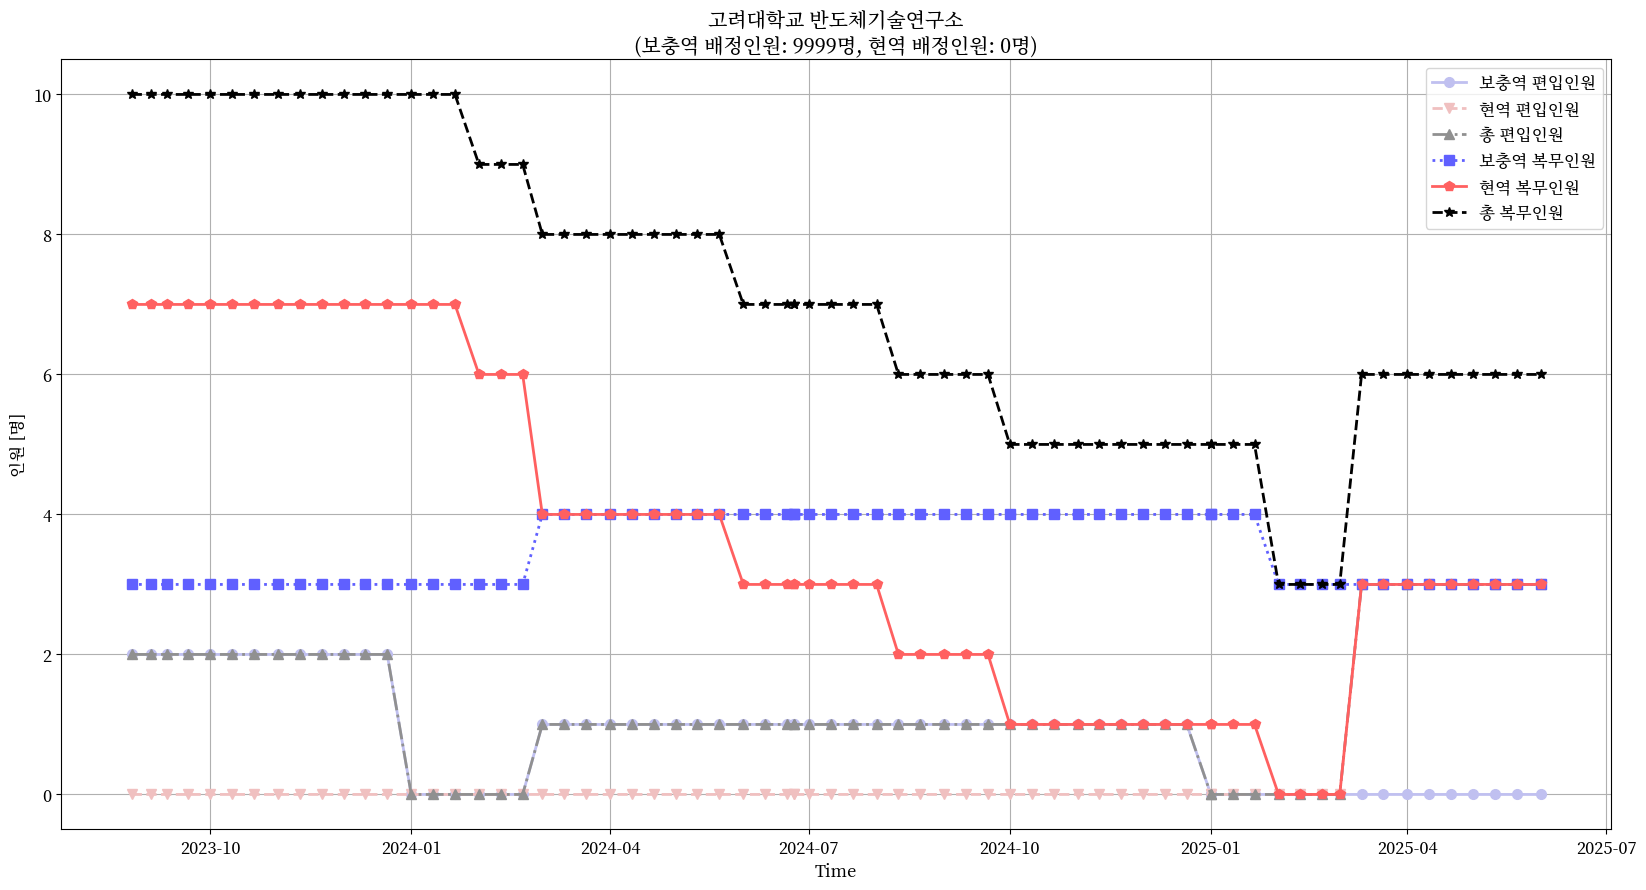 고려대학교 반도체기술연구소
(보충역 배정인원: 9999명, 현역 배정인원: 0명)
보충역 편입인원
현역 편입인원
총 편입인원
보충역 복무인원
현역 복무인원
총 복무인원
인원 [명]
10
8
6
4
2
0
2023-10
2024-01
2024-04
2024-07
2024-10
2025-01
2025-04
2025-07
Time